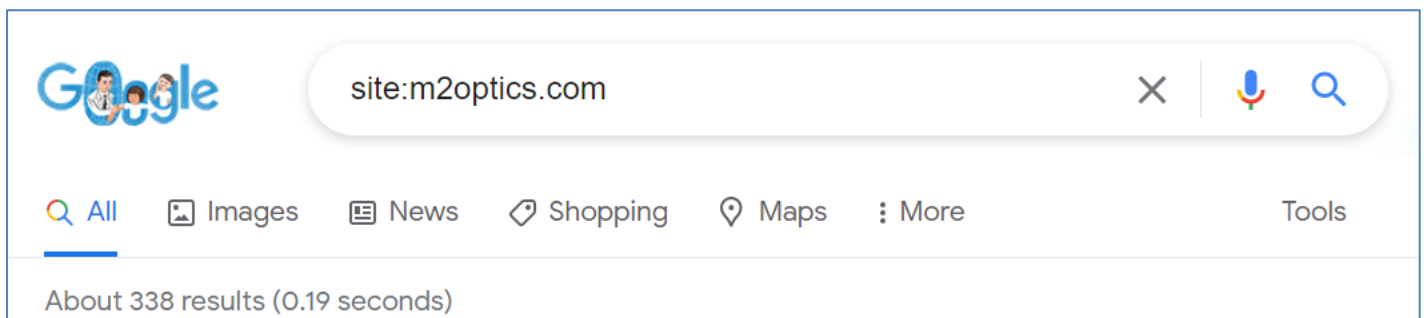 Google
site:m2optics.com
All Images News Shopping Maps More Tools
About 338 results (0.19 seconds)